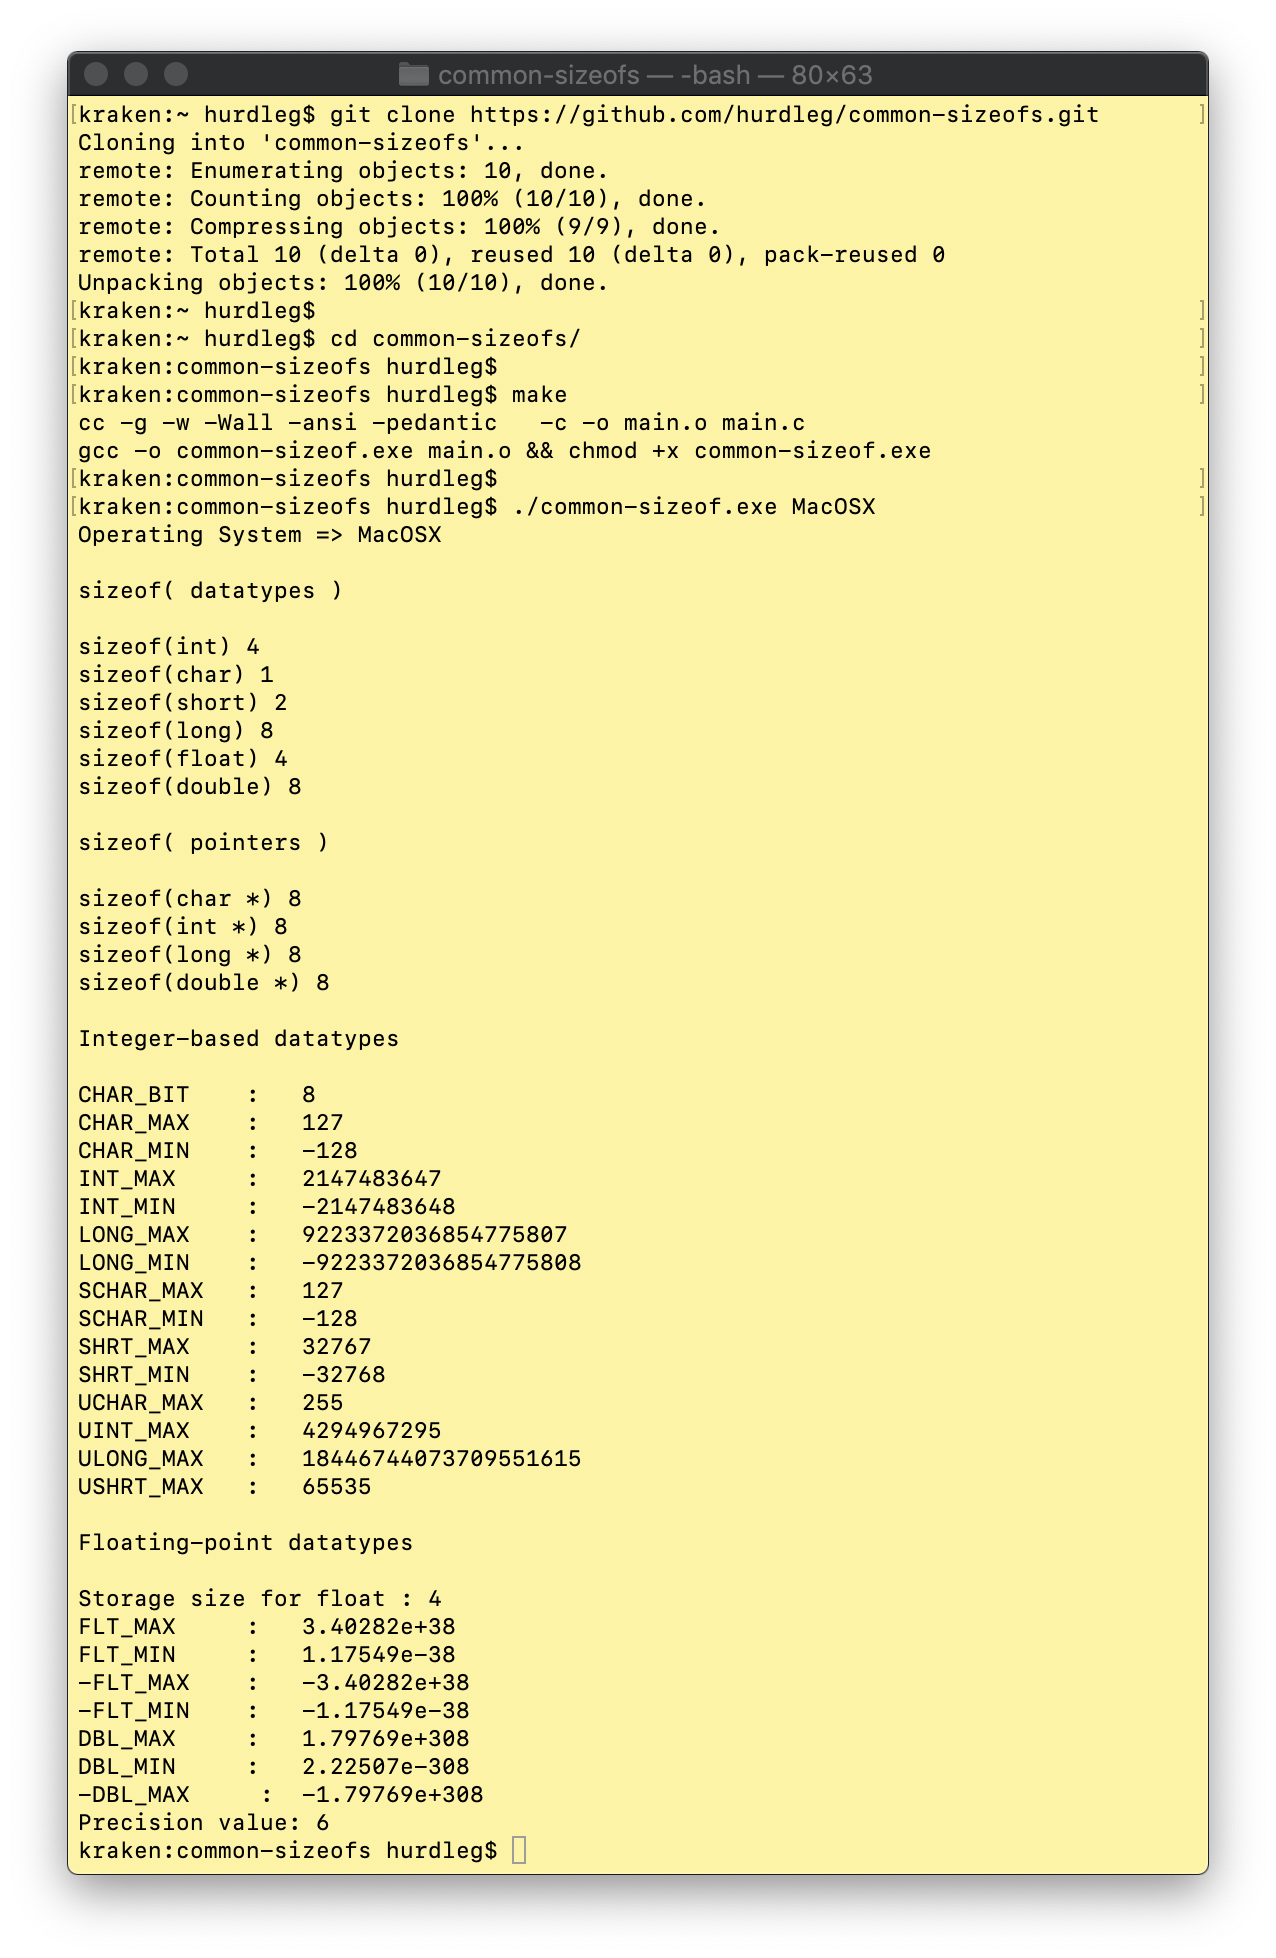 common-sizeofs — -bash — 80×63
[kraken:~ hurdleg$ git clone https://github.com/hurdleg/common-sizeofs.git ]
Cloning into 'common-sizeofs'...
remote: Enumerating objects: 10, done.
remote: Counting objects: 100% (10/10), done.
remote: Compressing objects: 100% (9/9), done.
remote: Total 10 (delta 0), reused 10 (delta 0), pack-reused 0
Unpacking objects: 100% (10/10), done.
[kraken:~ hurdleg$ ]
[kraken:~ hurdleg$ cd common-sizeofs/ ]
[kraken:common-sizeofs hurdleg$ ]
[kraken:common-sizeofs hurdleg$ make ]
cc -g -w -Wall -ansi -pedantic   -c -o main.o main.c
gcc -o common-sizeof.exe main.o && chmod +x common-sizeof.exe
[kraken:common-sizeofs hurdleg$ ]
[kraken:common-sizeofs hurdleg$ ./common-sizeof.exe MacOSX ]
Operating System => MacOSX
sizeof( datatypes )
sizeof(int) 4
sizeof(char) 1
sizeof(short) 2
sizeof(long) 8
sizeof(float) 4
sizeof(double) 8
sizeof( pointers )
sizeof(char *) 8
sizeof(int *) 8
sizeof(long *) 8
sizeof(double *) 8
Integer-based datatypes
CHAR_BIT    :   8
CHAR_MAX    :   127
CHAR_MIN    :   -128
INT_MAX     :   2147483647
INT_MIN     :   -2147483648
LONG_MAX    :   9223372036854775807
LONG_MIN    :   -9223372036854775808
SCHAR_MAX   :   127
SCHAR_MIN   :   -128
SHRT_MAX    :   32767
SHRT_MIN    :   -32768
UCHAR_MAX   :   255
UINT_MAX    :   4294967295
ULONG_MAX   :   18446744073709551615
USHRT_MAX   :   65535
Floating-point datatypes
Storage size for float : 4
FLT_MAX     :   3.40282e+38
FLT_MIN     :   1.17549e-38
-FLT_MAX    :   -3.40282e+38
-FLT_MIN    :   -1.17549e-38
DBL_MAX     :   1.79769e+308
DBL_MIN     :   2.22507e-308
-DBL_MAX     :  -1.79769e+308
Precision value: 6
kraken:common-sizeofs hurdleg$